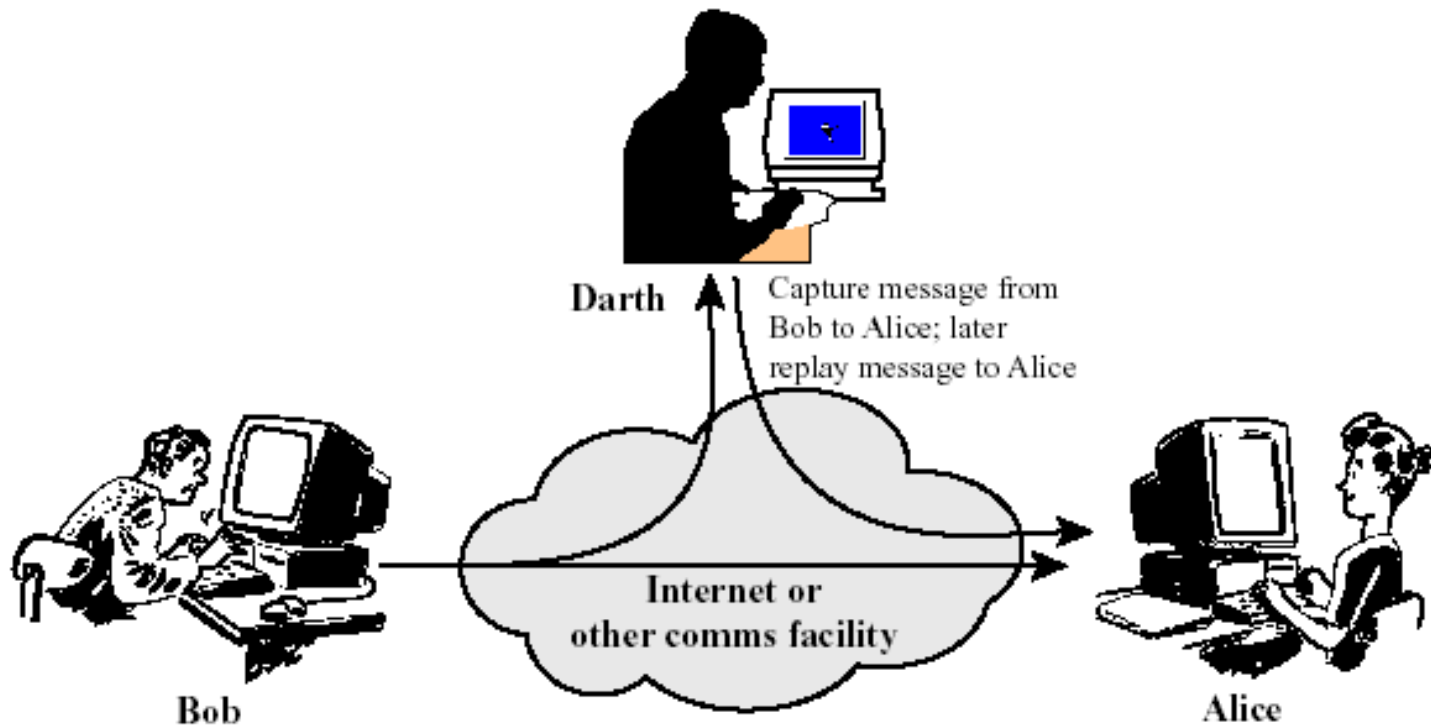 Darth
Capture message from
Bob to Alice; later
replay message to Alice
Internet or
other comms facility
Bob
Alice